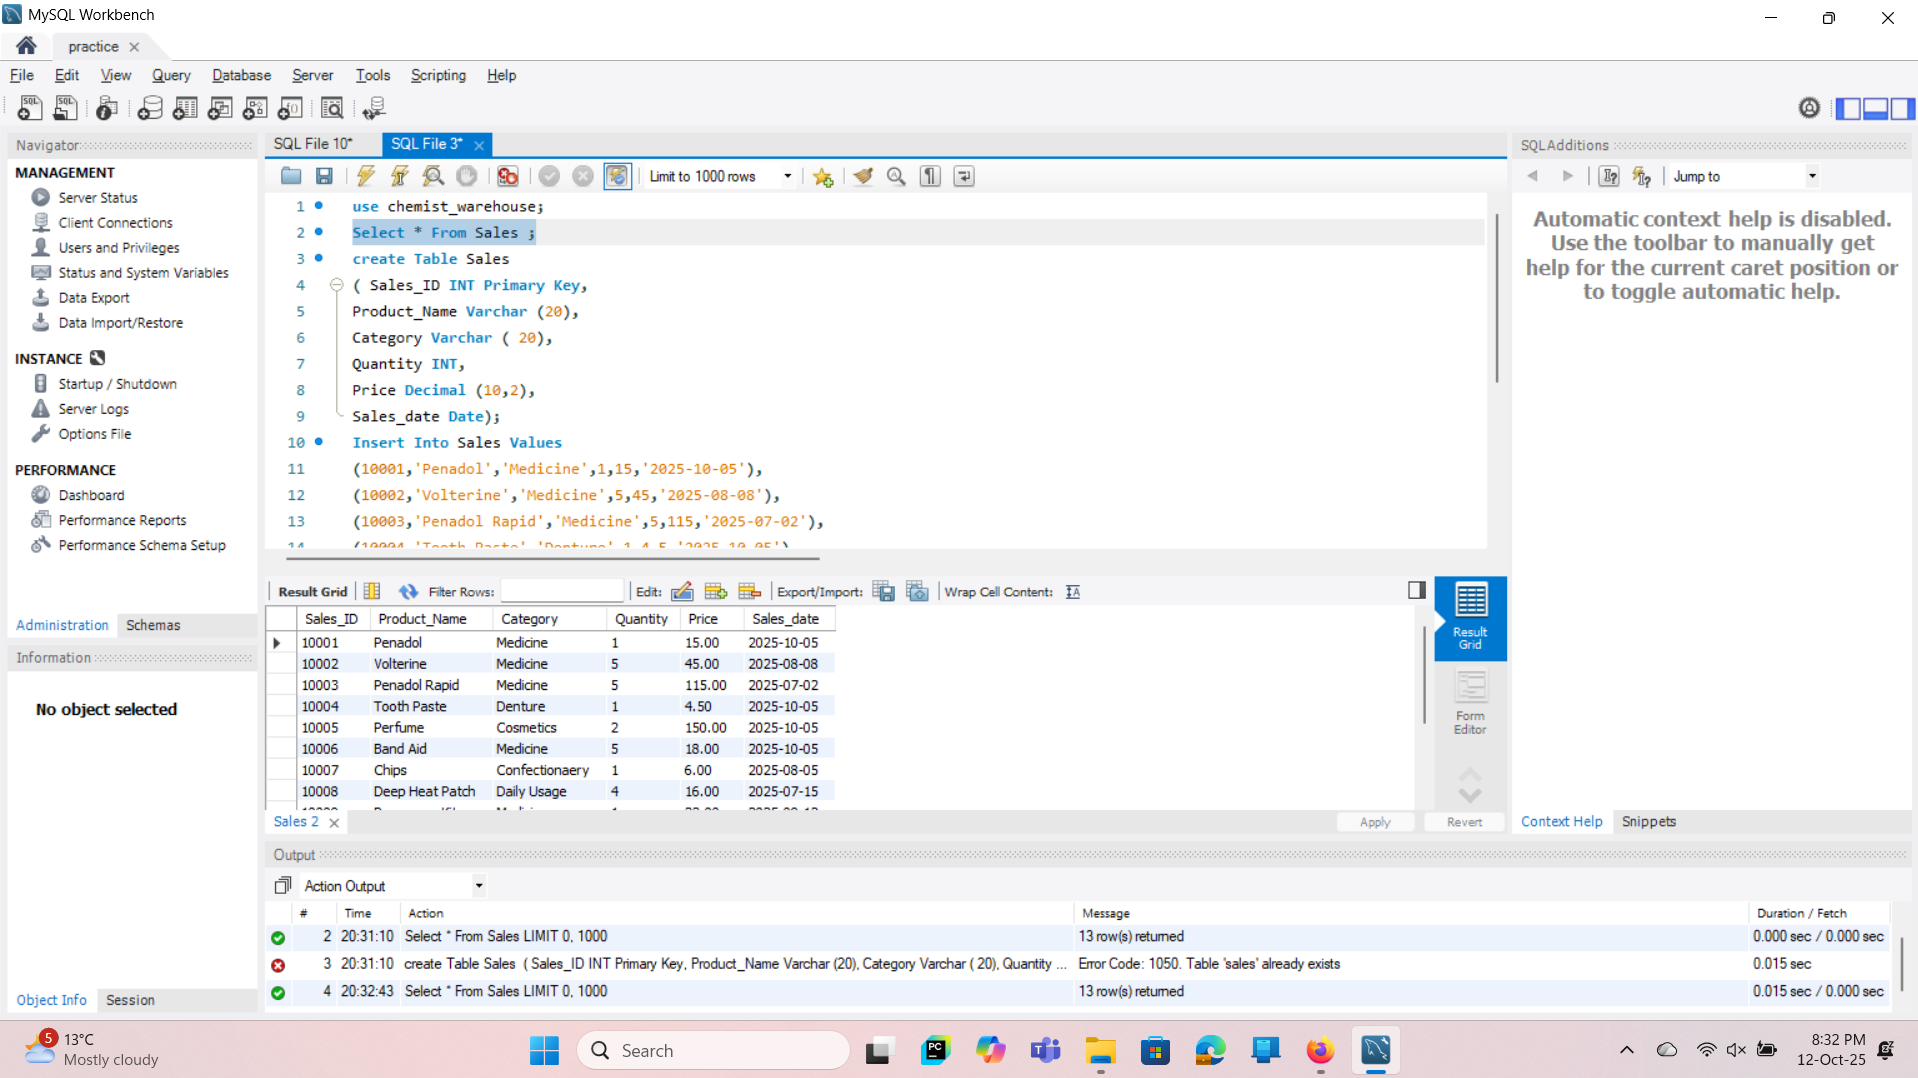 MySQL Workbench
practice
File Edit View Query Database Server Tools Scripting Help
Navigator
MANAGEMENT
Server Status
Client Connections
Users and Privileges
Status and System Variables
Data Export
Data Import/Restore
INSTANCE
Startup / Shutdown
Server Logs
Options File
PERFORMANCE
Dashboard
Performance Reports
Performance Schema Setup
Administration Schemas
Information
No object selected
Object Info Session
SQL File 10* SQL File 3*
Limit to 1000 rows
1 use chemist_warehouse;
2 Select * From Sales ;
3 create Table Sales
4 ( Sales_ID INT Primary Key,
5 Product_Name Varchar (20),
6 Category Varchar ( 20),
7 Quantity INT,
8 Price Decimal (10,2),
9 Sales_date Date);
10 Insert Into Sales Values
11 (10001,'Penadol','Medicine',1,15,'2025-10-05'),
12 (10002,'Volterine','Medicine',5,45,'2025-08-08'),
13 (10003,'Penadol Rapid','Medicine',5,115,'2025-07-02'),
14 (10004,'Tooth Paste','Denture',1,4.5,'2025-10-05')
Result Grid Filter Rows: Edit: Export/Import: Wrap Cell Content:
Sales_ID Product_Name Category Quantity Price Sales_date
10001 Penadol Medicine 1 15.00 2025-10-05
10002 Volterine Medicine 5 45.00 2025-08-08
10003 Penadol Rapid Medicine 5 115.00 2025-07-02
10004 Tooth Paste Denture 1 4.50 2025-10-05
10005 Perfume Cosmetics 2 150.00 2025-10-05
10006 Band Aid Medicine 5 18.00 2025-10-05
10007 Chips Confectionaery 1 6.00 2025-08-05
10008 Deep Heat Patch Daily Usage 4 16.00 2025-07-15
Result Grid
Form Editor
Sales 2 Apply Revert
SQLAdditions
Jump to
Automatic context help is disabled.
Use the toolbar to manually get
help for the current caret position or
to toggle automatic help.
Context Help Snippets
Output
Action Output
# Time Action Message Duration / Fetch
2 20:31:10 Select * From Sales LIMIT 0, 1000 13 row(s) returned 0.000 sec / 0.000 sec
3 20:31:10 create Table Sales ( Sales_ID INT Primary Key, Product_Name Varchar (20), Category Varchar ( 20), Quantity ... Error Code: 1050. Table 'sales' already exists 0.015 sec
4 20:32:43 Select * From Sales LIMIT 0, 1000 13 row(s) returned 0.015 sec / 0.000 sec
5
13°C
Mostly cloudy
Search
8:32 PM
12-Oct-25